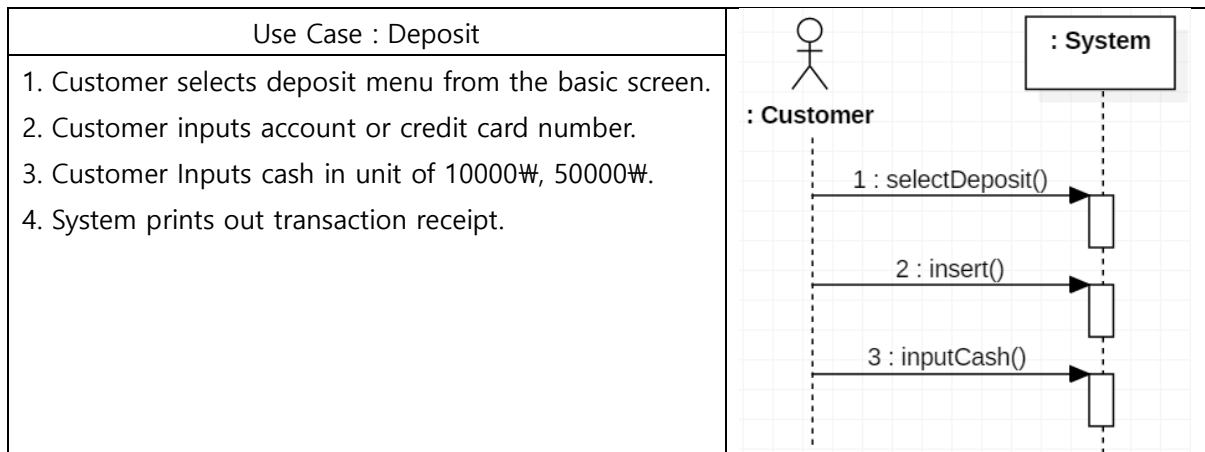 Use Case : Deposit
1. Customer selects deposit menu from the basic screen.
2. Customer inputs account or credit card number.
3. Customer Inputs cash in unit of 10000₩, 50000₩.
4. System prints out transaction receipt.
: Customer
: System
1 : selectDeposit()
2 : insert()
3 : inputCash()